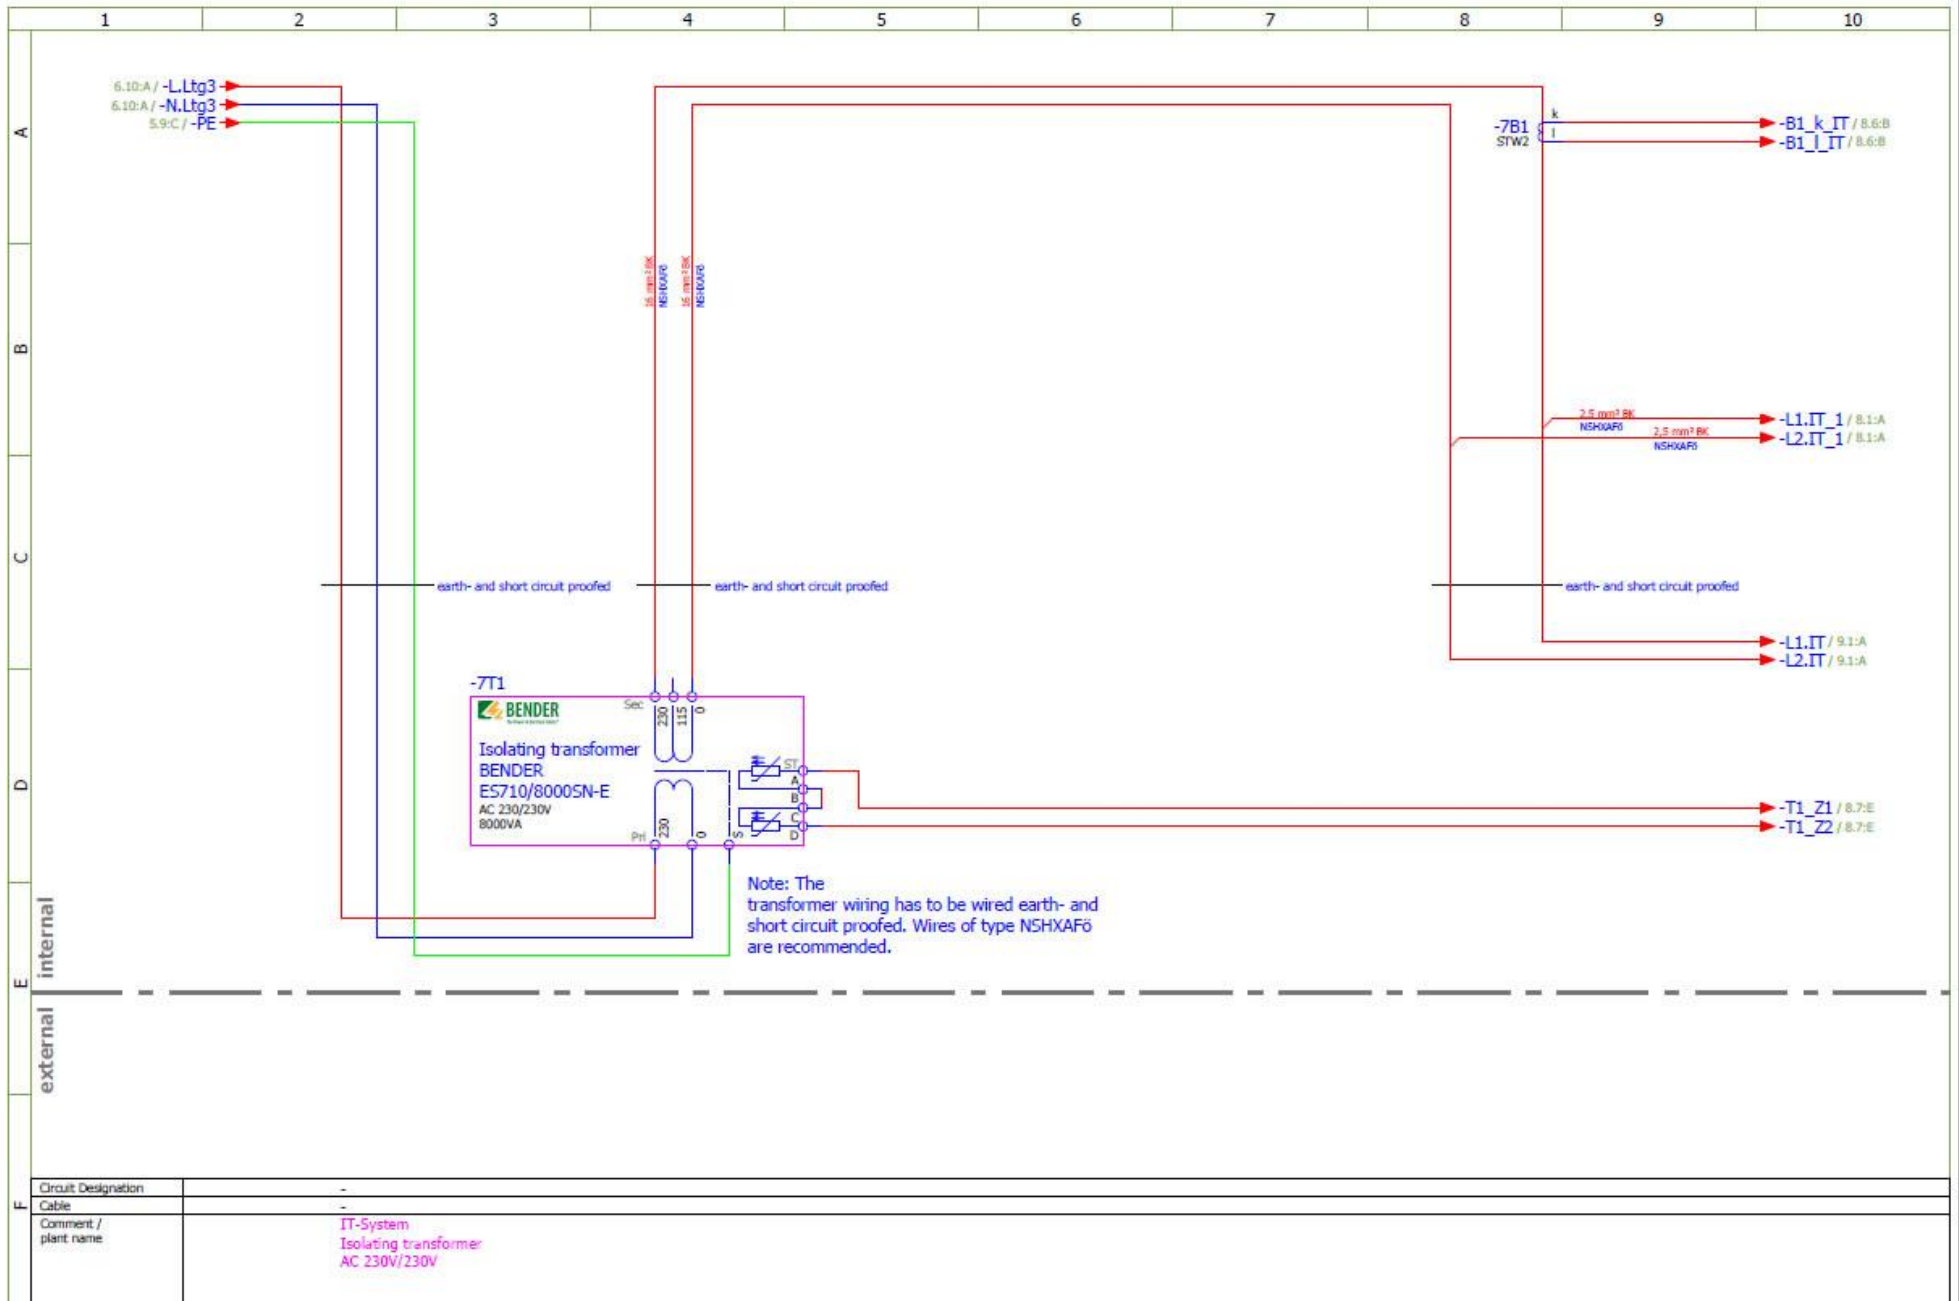 1 2 3 4 5 6 7 8 9 10
A
B
C
D
E
F
6.10:A / -L.Ltg3
6.10:A / -N.Ltg3
5.9:C / -PE
-7B1
STW2
k
l
-B1_k_IT / 8.6:B
-B1_l_IT / 8.6:B
16 mm² BK
NSHXAFö
16 mm² BK
NSHXAFö
2,5 mm² BK
NSHXAFö
-L1.IT_1 / 8.1:A
2,5 mm² BK
NSHXAFö
-L2.IT_1 / 8.1:A
earth- and short circuit proofed
earth- and short circuit proofed
earth- and short circuit proofed
-L1.IT / 9.1:A
-L2.IT / 9.1:A
-7T1
BENDER
Sec
230
115
0
Isolating transformer
BENDER
ES710/8000SN-E
AC 230/230V
8000VA
ST
A
B
C
D
Pri
230
0
S
-T1_Z1 / 8.7:E
-T1_Z2 / 8.7:E
Note: The
transformer wiring has to be wired earth- and
short circuit proofed. Wires of type NSHXAFö
are recommended.
internal
external
Circuit Designation -
Cable -
Comment /
plant name
IT-System
Isolating transformer
AC 230V/230V